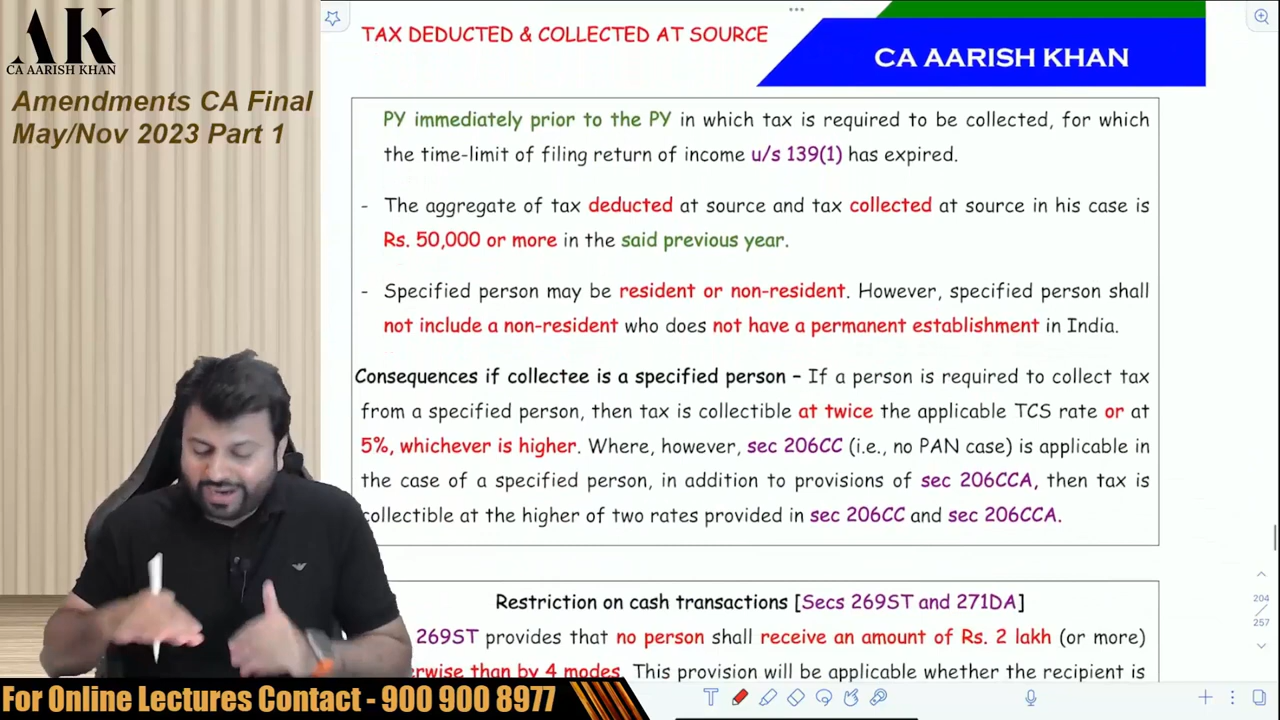 AK
CA AARISH KHAN
Amendments CA Final
May/Nov 2023 Part 1
TAX DEDUCTED & COLLECTED AT SOURCE
CA AARISH KHAN
PY immediately prior to the PY in which tax is required to be collected, for which
the time-limit of filing return of income u/s 139(1) has expired.
- The aggregate of tax deducted at source and tax collected at source in his case is
Rs. 50,000 or more in the said previous year.
- Specified person may be resident or non-resident. However, specified person shall
not include a non-resident who does not have a permanent establishment in India.
Consequences if collectee is a specified person – If a person is required to collect tax
from a specified person, then tax is collectible at twice the applicable TCS rate or at
5%, whichever is higher. Where, however, sec 206CC (i.e., no PAN case) is applicable in
the case of a specified person, in addition to provisions of sec 206CCA, then tax is
collectible at the higher of two rates provided in sec 206CC and sec 206CCA.
Restriction on cash transactions [Secs 269ST and 271DA]
269ST provides that no person shall receive an amount of Rs. 2 lakh (or more)
erwise than by 4 modes. This provision will be applicable whether the recipient is
204
257
For Online Lectures Contact - 900 900 8977